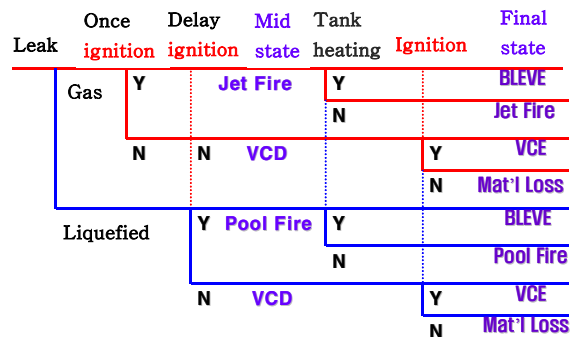 Leak Once ignition Delay ignition Mid state Tank heating Ignition Final state
Gas Y Jet Fire Y BLEVE
N Jet Fire
N N VCD Y VCE
N Mat'l Loss
Liquefied Y Pool Fire Y BLEVE
N Pool Fire
N VCD Y VCE
N Mat'l Loss